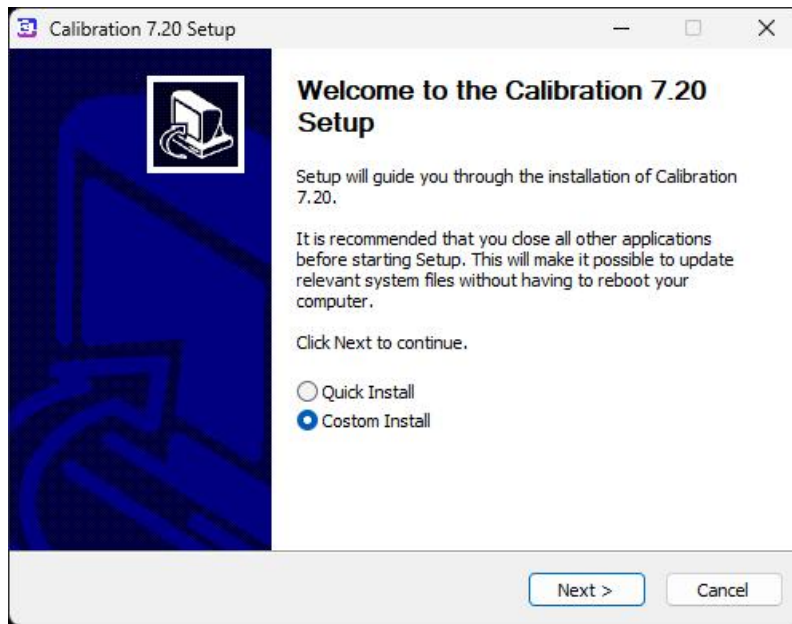 Calibration 7.20 Setup
Welcome to the Calibration 7.20
Setup
Setup will guide you through the installation of Calibration
7.20.
It is recommended that you close all other applications
before starting Setup. This will make it possible to update
relevant system files without having to reboot your
computer.
Click Next to continue.
Quick Install
Costom Install
Next >
Cancel